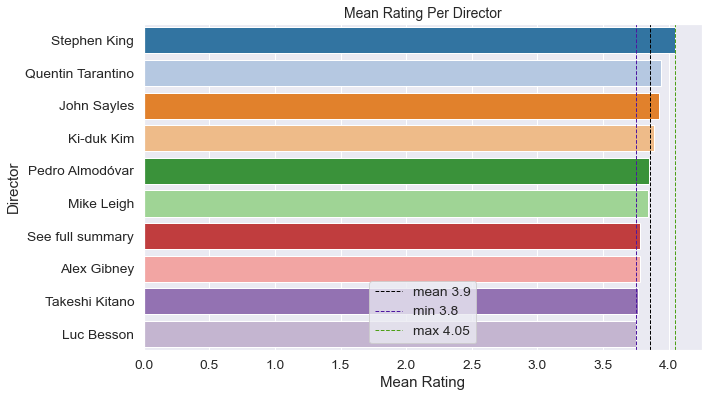 Mean Rating Per Director
Director
Stephen King
Quentin Tarantino
John Sayles
Ki-duk Kim
Pedro Almodóvar
Mike Leigh
See full summary
Alex Gibney
Takeshi Kitano
Luc Besson
mean 3.9
min 3.8
max 4.05
0.0 0.5 1.0 1.5 2.0 2.5 3.0 3.5 4.0
Mean Rating